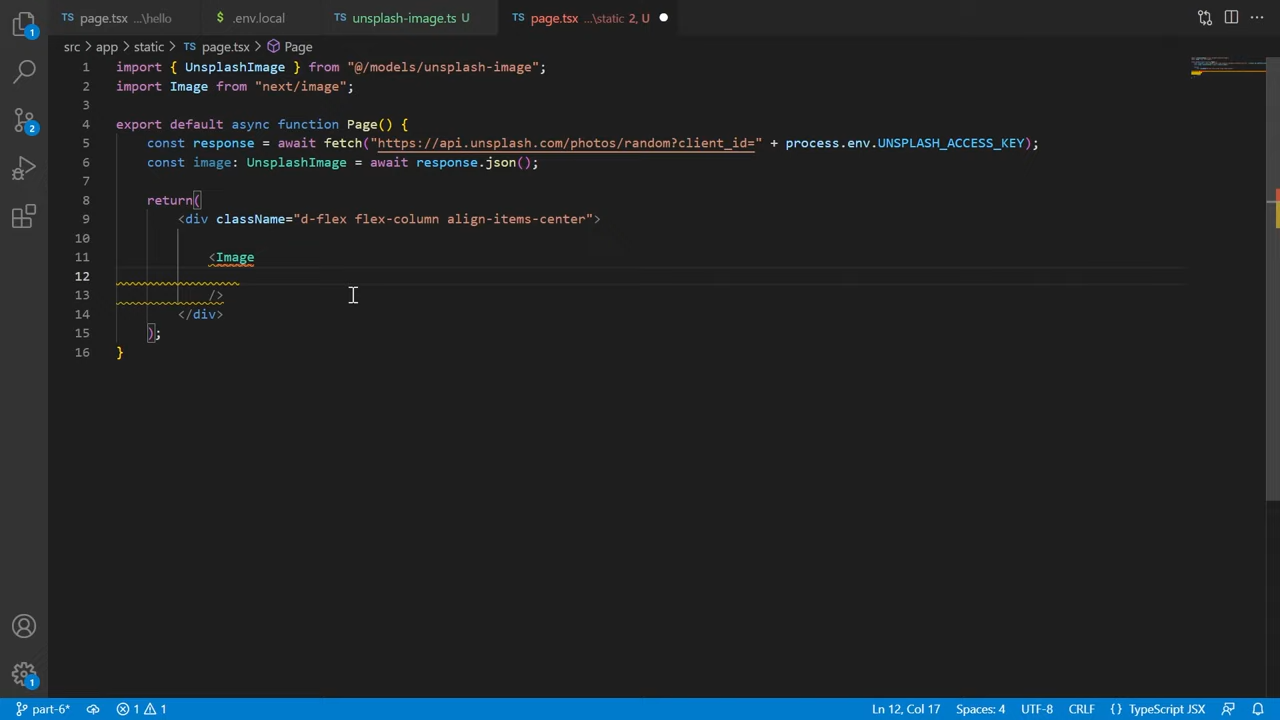 page.tsx ...\hello
.env.local
unsplash-image.ts U
page.tsx ...\static 2, U
src > app > static > page.tsx > Page
1 import { UnsplashImage } from "@/models/unsplash-image";
2 import Image from "next/image";
3
4 export default async function Page() {
5 const response = await fetch("https://api.unsplash.com/photos/random?client_id=" + process.env.UNSPLASH_ACCESS_KEY);
6 const image: UnsplashImage = await response.json();
7
8 return(
9 <div className="d-flex flex-column align-items-center">
10
11 <Image
12
13 />
14 </div>
15 );
16 }
part-6* 1 1 Ln 12, Col 17 Spaces: 4 UTF-8 CRLF {} TypeScript JSX